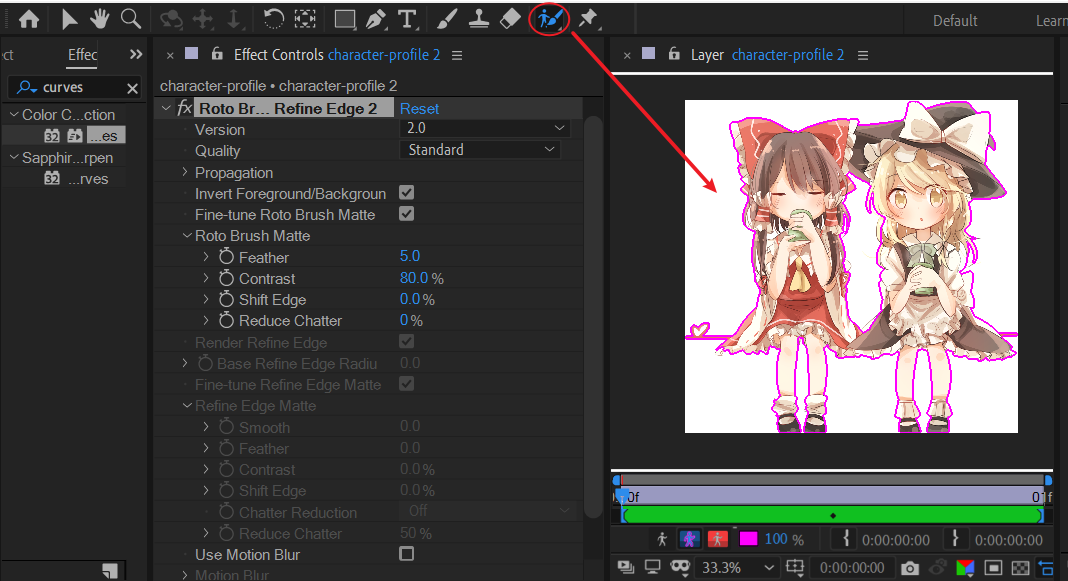 Default
Learn
ct
Effec
Effect Controls character-profile 2
Layer character-profile 2
curves
character-profile • character-profile 2
Color C...ction
...es
Sapphir...rpen
...rves
fx Roto Br... Refine Edge 2 Reset
Version 2.0
Quality Standard
Propagation
Invert Foreground/Backgroun
Fine-tune Roto Brush Matte
Roto Brush Matte
Feather 5.0
Contrast 80.0 %
Shift Edge 0.0 %
Reduce Chatter 0 %
Render Refine Edge
Base Refine Edge Radiu 0.0
Fine-tune Refine Edge Matte
Refine Edge Matte
Smooth 0.0
Feather 0.0
Contrast 0.0 %
Shift Edge 0.0 %
Chatter Reduction Off
Reduce Chatter 50 %
Use Motion Blur
Motion Blur
32
32
0f
01f
100 %
0:00:00:00
0:00:00:00
33.3%
0:00:00:00